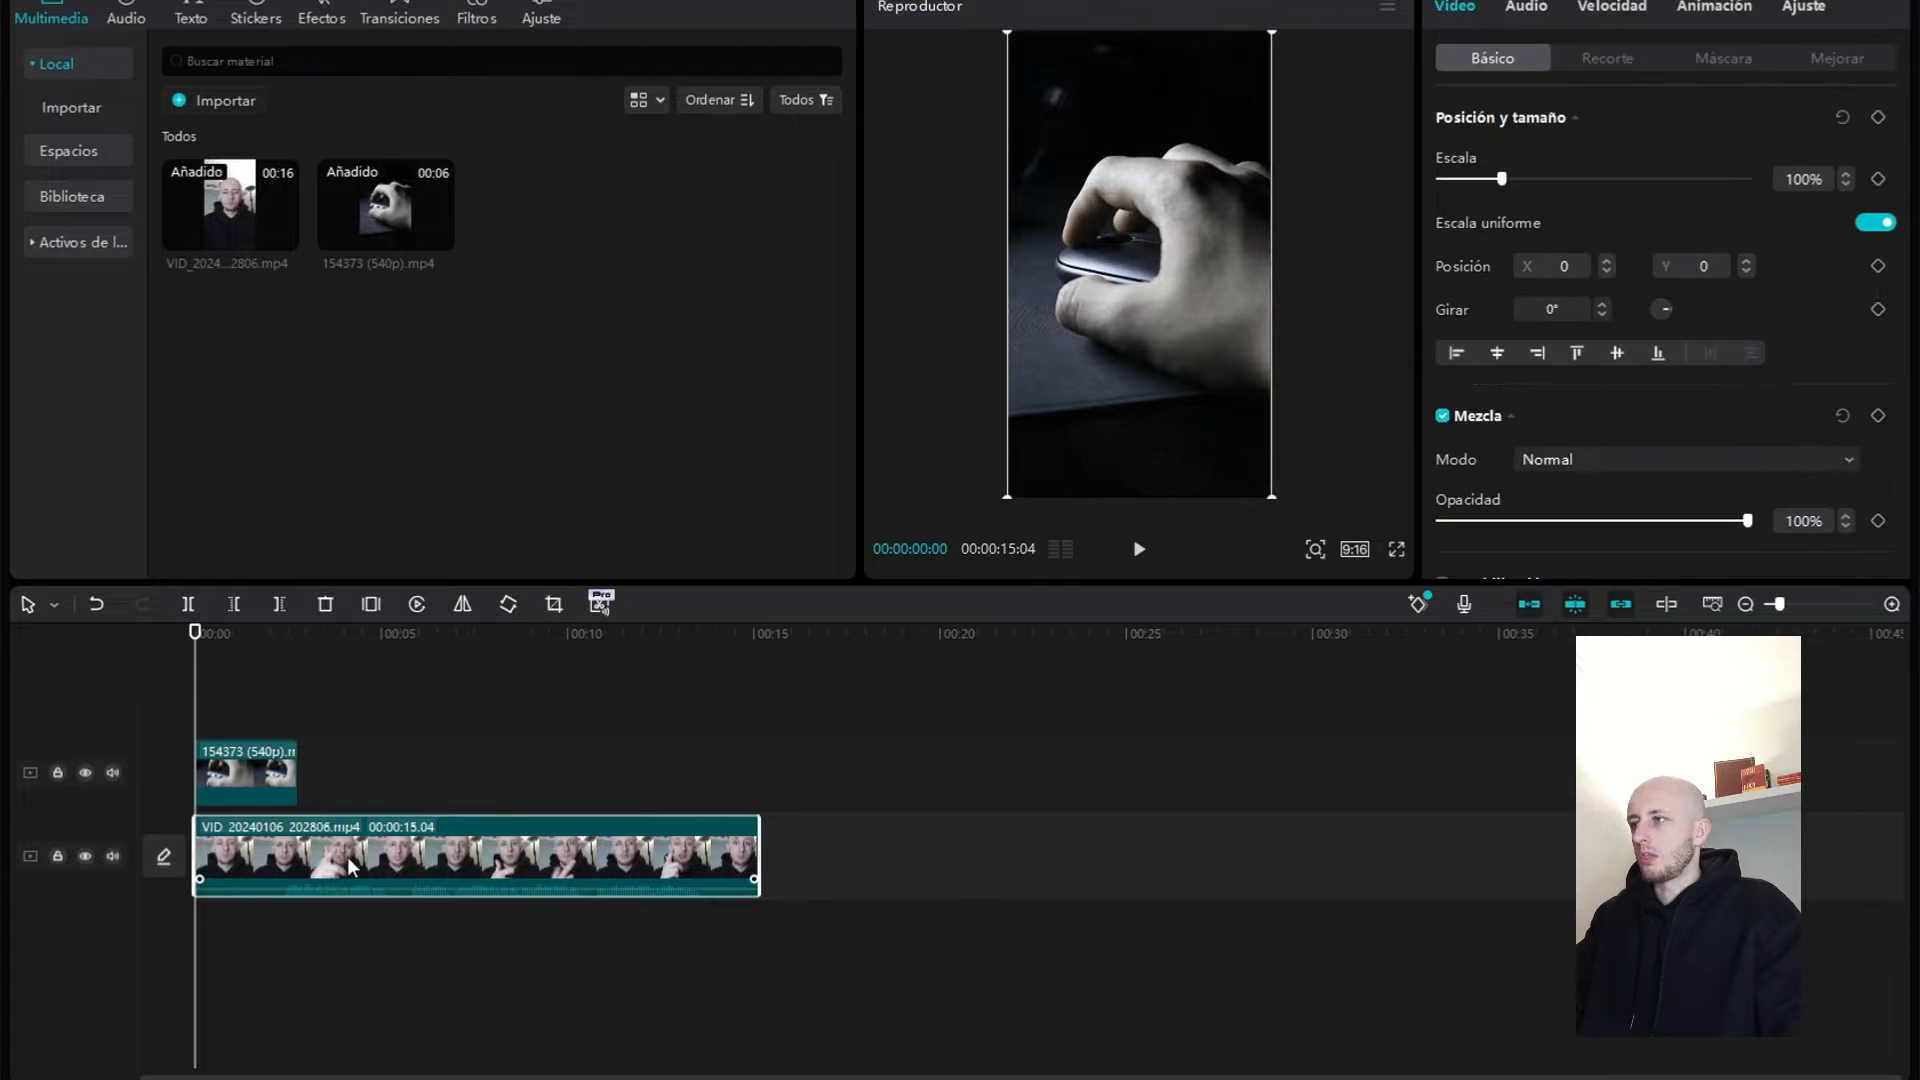 Multimedia Audio Texto Stickers Efectos Transiciones Filtros Ajuste
Local
Importar
Espacios
Biblioteca
Activos de l...
Buscar material
Importar
Ordenar
Todos
Todos
Añadido 00:16
VID_2024...2806.mp4
Añadido 00:06
154373 (540p).mp4
Reproductor
00:00:00:00 00:00:15:04
9:16
Video Audio Velocidad Animación Ajuste
Básico Recorte Máscara Mejorar
Posición y tamaño
Escala
100%
Escala uniforme
Posición X 0 Y 0
Girar 0°
Mezcla
Modo Normal
Opacidad
100%
Pro
00:00 00:05 00:10 00:15 00:20 00:25 00:30 00:35 00:40 00:45
154373 (540p).m
VID_20240106_202806.mp4 00:00:15:04